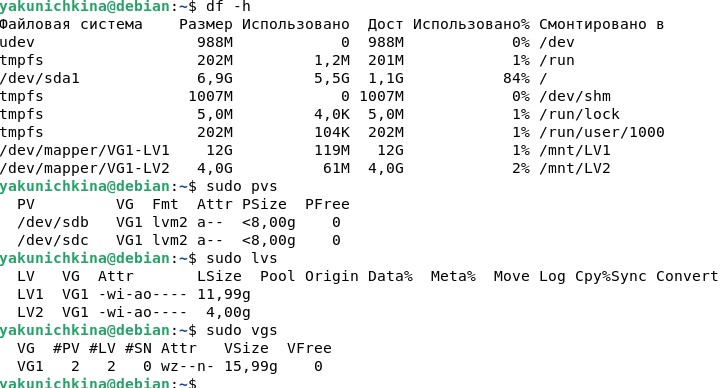 yakunichkina@debian:~$ df -h
Файловая система    Размер Использовано  Дост Использовано% Смонтировано в
udev                  988M            0  988M            0% /dev
tmpfs                 202M         1,2M  201M            1% /run
/dev/sda1             6,9G         5,5G  1,1G           84% /
tmpfs                1007M            0 1007M            0% /dev/shm
tmpfs                 5,0M         4,0K  5,0M            1% /run/lock
tmpfs                 202M         104K  202M            1% /run/user/1000
/dev/mapper/VG1-LV1    12G         119M   12G            1% /mnt/LV1
/dev/mapper/VG1-LV2   4,0G          61M  4,0G            2% /mnt/LV2
yakunichkina@debian:~$ sudo pvs
  PV         VG  Fmt  Attr PSize  PFree
  /dev/sdb   VG1 lvm2 a--  <8,00g    0
  /dev/sdc   VG1 lvm2 a--  <8,00g    0
yakunichkina@debian:~$ sudo lvs
  LV   VG  Attr       LSize  Pool Origin Data%  Meta%  Move Log Cpy%Sync Convert
  LV1  VG1 -wi-ao---- 11,99g
  LV2  VG1 -wi-ao----  4,00g
yakunichkina@debian:~$ sudo vgs
  VG  #PV #LV #SN Attr   VSize  VFree
  VG1   2   2   0 wz--n- 15,99g    0
yakunichkina@debian:~$